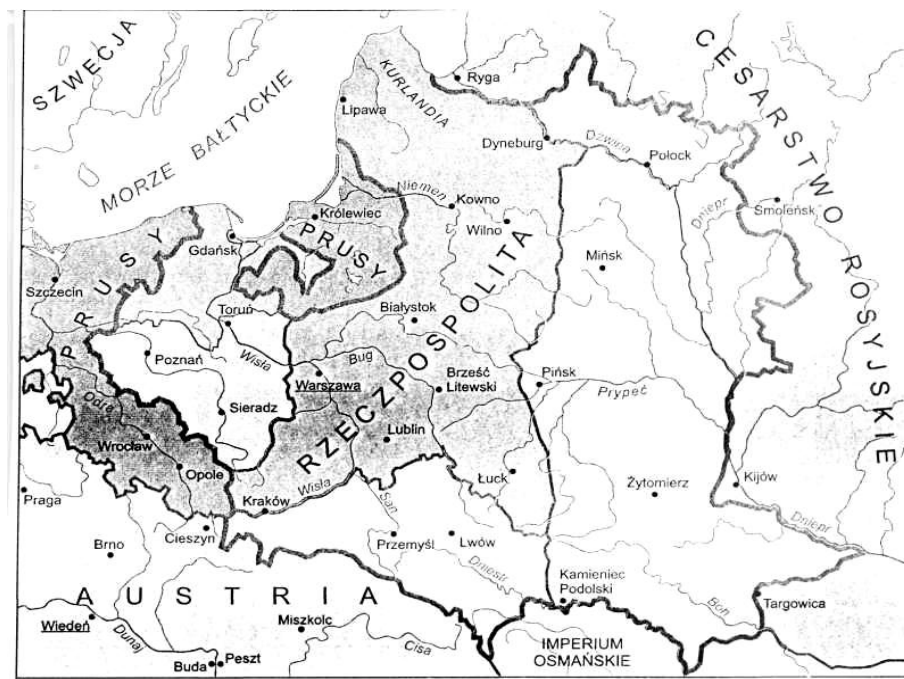 SZWECJA
MORZE BAŁTYCKIE
CESARSTWO ROSYJSKIE
KURLANDIA
Ryga
Lipawa
Dyneburg
Dźwina
Połock
Dniepr
Smoleńsk
Niemen
Kowno
Wilno
Królewiec
PRUSY
Gdańsk
Mińsk
PRUSY
Szczecin
Toruń
Białystok
RZECZPOSPOLITA
Poznań
Wisła
Bug
Warszawa
Brześć
Litewski
Pińsk
Prypeć
Odra
Sieradz
Wrocław
Lublin
Opole
Łuck
Praga
Kraków
Wisła
San
Żytomierz
Kijów
Dniepr
Cieszyn
Brno
Przemyśl
Lwów
Dniestr
AUSTRIA
Kamieniec
Podolski
Boh
Targowica
Wiedeń
Dunaj
Miszkolc
Cisa
IMPERIUM
OSMAŃSKIE
Buda
Peszt